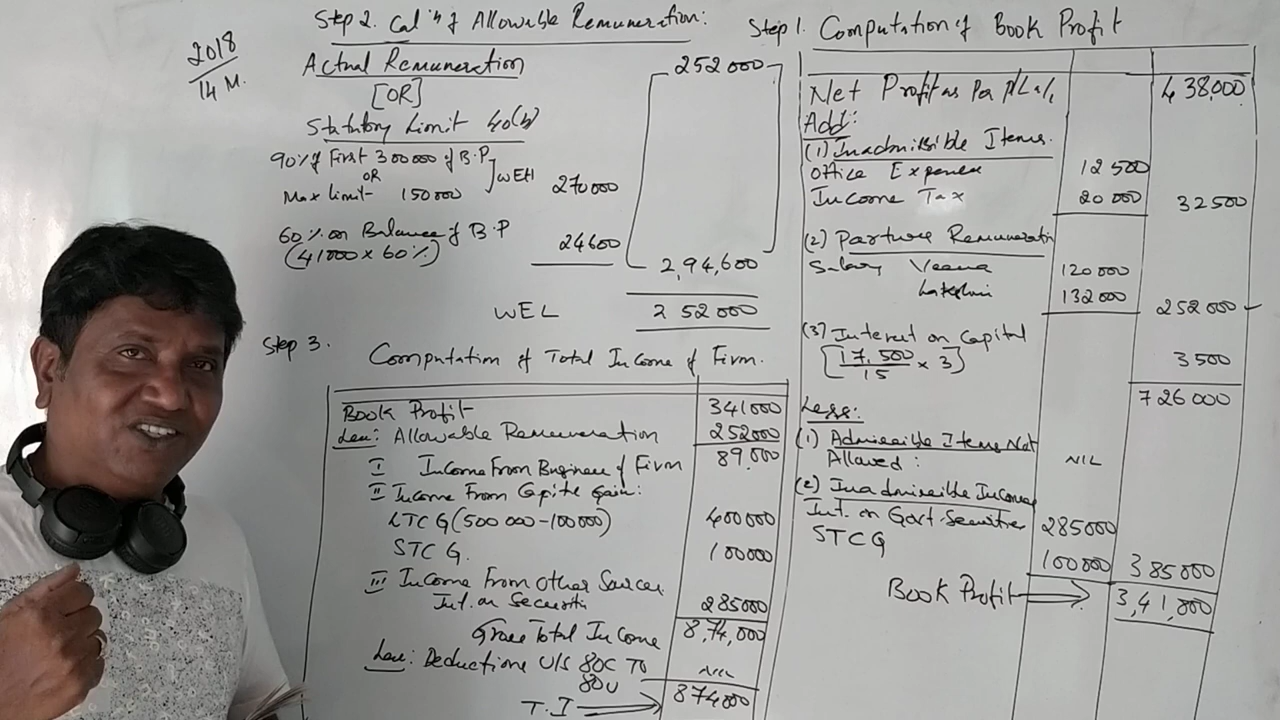 2018
14 M.
Step 2. Caln of Allowable Remuneration:
Actual Remuneration 252000
[OR]
Statutory Limit 40(b)
90% of First 300000 of B.P
OR
WEH 270000
Max limit- 150000
60% on Balance of B.P 24600
(41000 x 60%)
2,94,600
WEL 252000
Step 3.
Computation of Total Income of Firm.
Book Profit 341000
Less: Allowable Remuneration 252000
I Income From Business of Firm 89,000
II Income From Capital Gain:
LTCG (500 000-100000) 400000
STCG. 100000
III Income From Other Sources
Int. on Securiti 285000
Gross Total Income 8,74,000
Less: Deductions U/S 80C TO NIL
80U
T.I 874000
Step 1. Computation of Book Profit
Net Profit as Per P/L a/c 438,000
Add:
(1) Inadmissible Items.
Office Expenses 12500
Income Tax 20000 32500
(2) Partners Remuneratin
Salary Veena 120000
Lakshmi 132000 252000
(3) Interest on Capital
[17,500/15 x 3] 3500
726000
Less:
(1) Admissible Items Not
Allowed: NIL
(2) Inadmissible Incomes
Int. on Govt Securities 285000
STCG 100000 385000
Book Profit 3,41,000